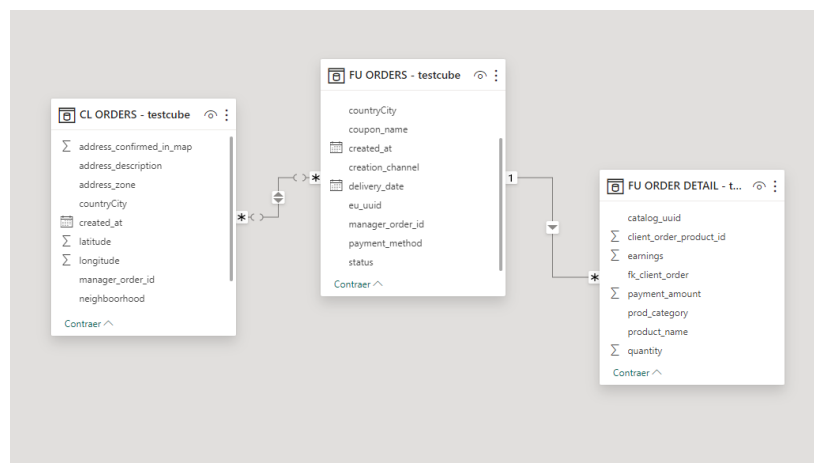 CL ORDERS - testcube
address_confirmed_in_map
address_description
address_zone
countryCity
created_at
latitude
longitude
manager_order_id
neighboorhood
Contraer
FU ORDERS - testcube
countryCity
coupon_name
created_at
creation_channel
delivery_date
eu_uuid
manager_order_id
payment_method
status
Contraer
*
*
1
*
FU ORDER DETAIL - t...
catalog_uuid
client_order_product_id
earnings
fk_client_order
payment_amount
prod_category
product_name
quantity
Contraer